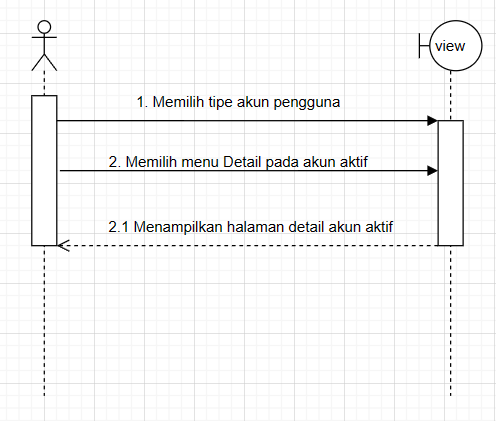 view
1. Memilih tipe akun pengguna
2. Memilih menu Detail pada akun aktif
2.1 Menampilkan halaman detail akun aktif